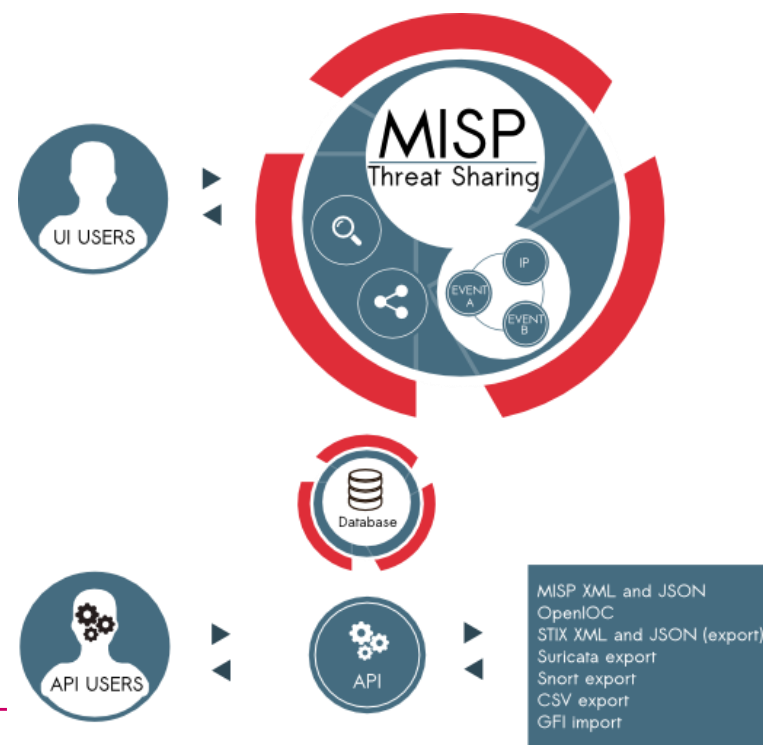 MISP
Threat Sharing
UI USERS
IP
EVENT
A
EVENT
B
Database
API USERS
API
MISP XML and JSON
OpenIOC
STIX XML and JSON (export)
Suricata export
Snort export
CSV export
GFI import